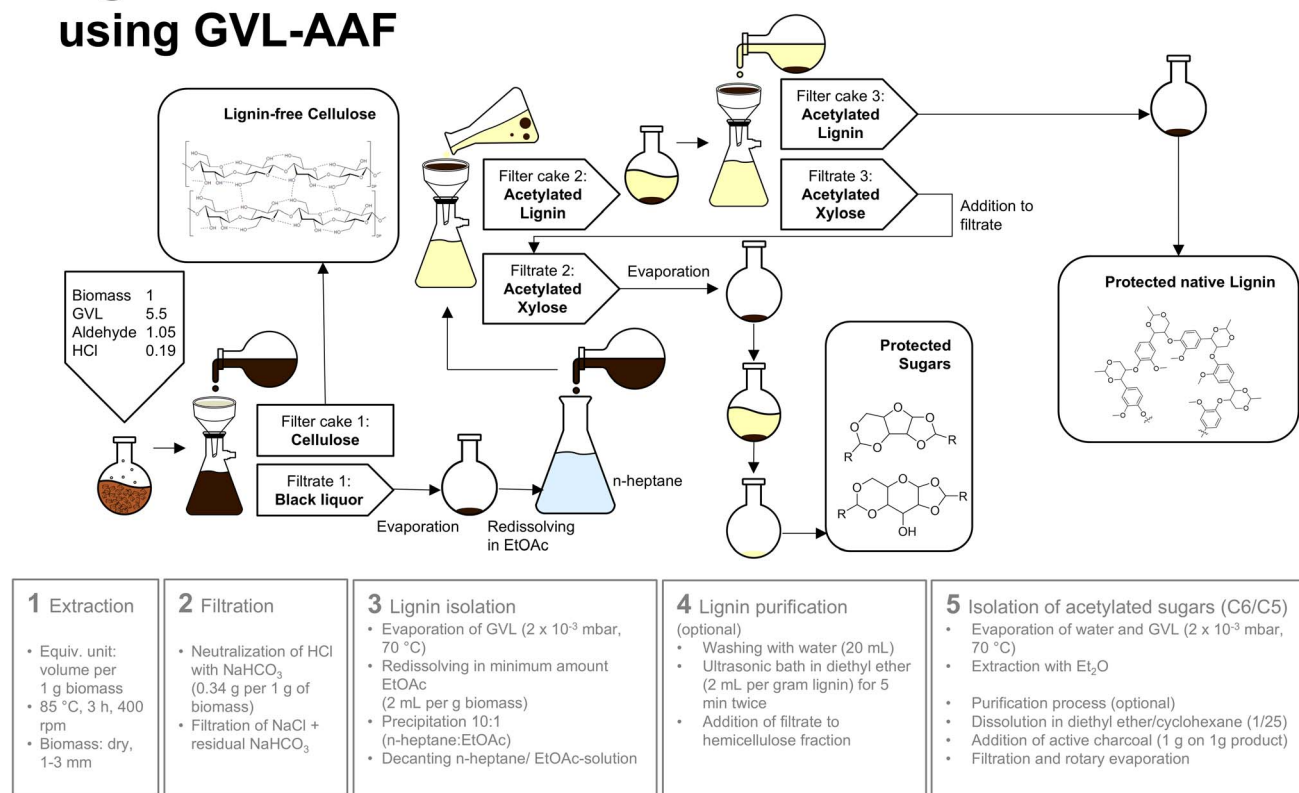 using GVL-AAF
Lignin-free Cellulose
Biomass 1
GVL 5.5
Aldehyde 1.05
HCl 0.19
Filter cake 1:
Cellulose
Filtrate 1:
Black liquor
Evaporation
Redissolving
in EtOAc
n-heptane
Filter cake 2:
Acetylated
Lignin
Filtrate 2:
Acetylated
Xylose
Evaporation
Filter cake 3:
Acetylated
Lignin
Filtrate 3:
Acetylated
Xylose
Addition to
filtrate
Protected
Sugars
O
O
O
O
O
R
R
O
O
O
O
O
R
R
OH
Protected native Lignin
1 Extraction
• Equiv. unit:
volume per
1 g biomass
• 85 °C, 3 h, 400
rpm
• Biomass: dry,
1-3 mm
2 Filtration
• Neutralization of HCl
with NaHCO₃
(0.34 g per 1 g of
biomass)
• Filtration of NaCl +
residual NaHCO₃
3 Lignin isolation
• Evaporation of GVL (2 x 10⁻³ mbar,
70 °C)
• Redissolving in minimum amount
EtOAc
(2 mL per g biomass)
• Precipitation 10:1
(n-heptane:EtOAc)
• Decanting n-heptane/ EtOAc-solution
4 Lignin purification
(optional)
• Washing with water (20 mL)
• Ultrasonic bath in diethyl ether
(2 mL per gram lignin) for 5
min twice
• Addition of filtrate to
hemicellulose fraction
5 Isolation of acetylated sugars (C6/C5)
• Evaporation of water and GVL (2 x 10⁻³ mbar,
70 °C)
• Extraction with Et₂O
• Purification process (optional)
• Dissolution in diethyl ether/cyclohexane (1/25)
• Addition of active charcoal (1 g on 1g product)
• Filtration and rotary evaporation